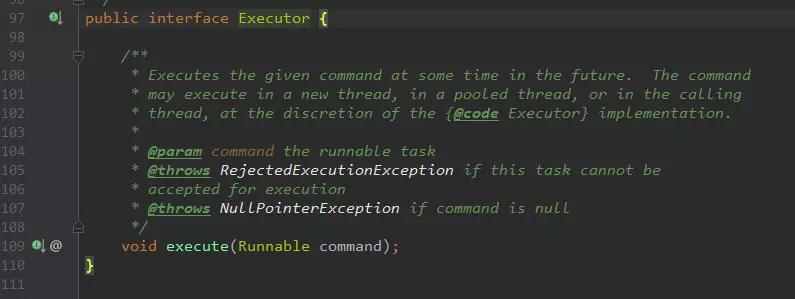 97 public interface Executor {
98
99 /**
100 * Executes the given command at some time in the future.  The command
101 * may execute in a new thread, in a pooled thread, or in the calling
102 * thread, at the discretion of the {@code Executor} implementation.
103 *
104 * @param command the runnable task
105 * @throws RejectedExecutionException if this task cannot be
106 * accepted for execution
107 * @throws NullPointerException if command is null
108 */
109 @ void execute(Runnable command);
110 }
111